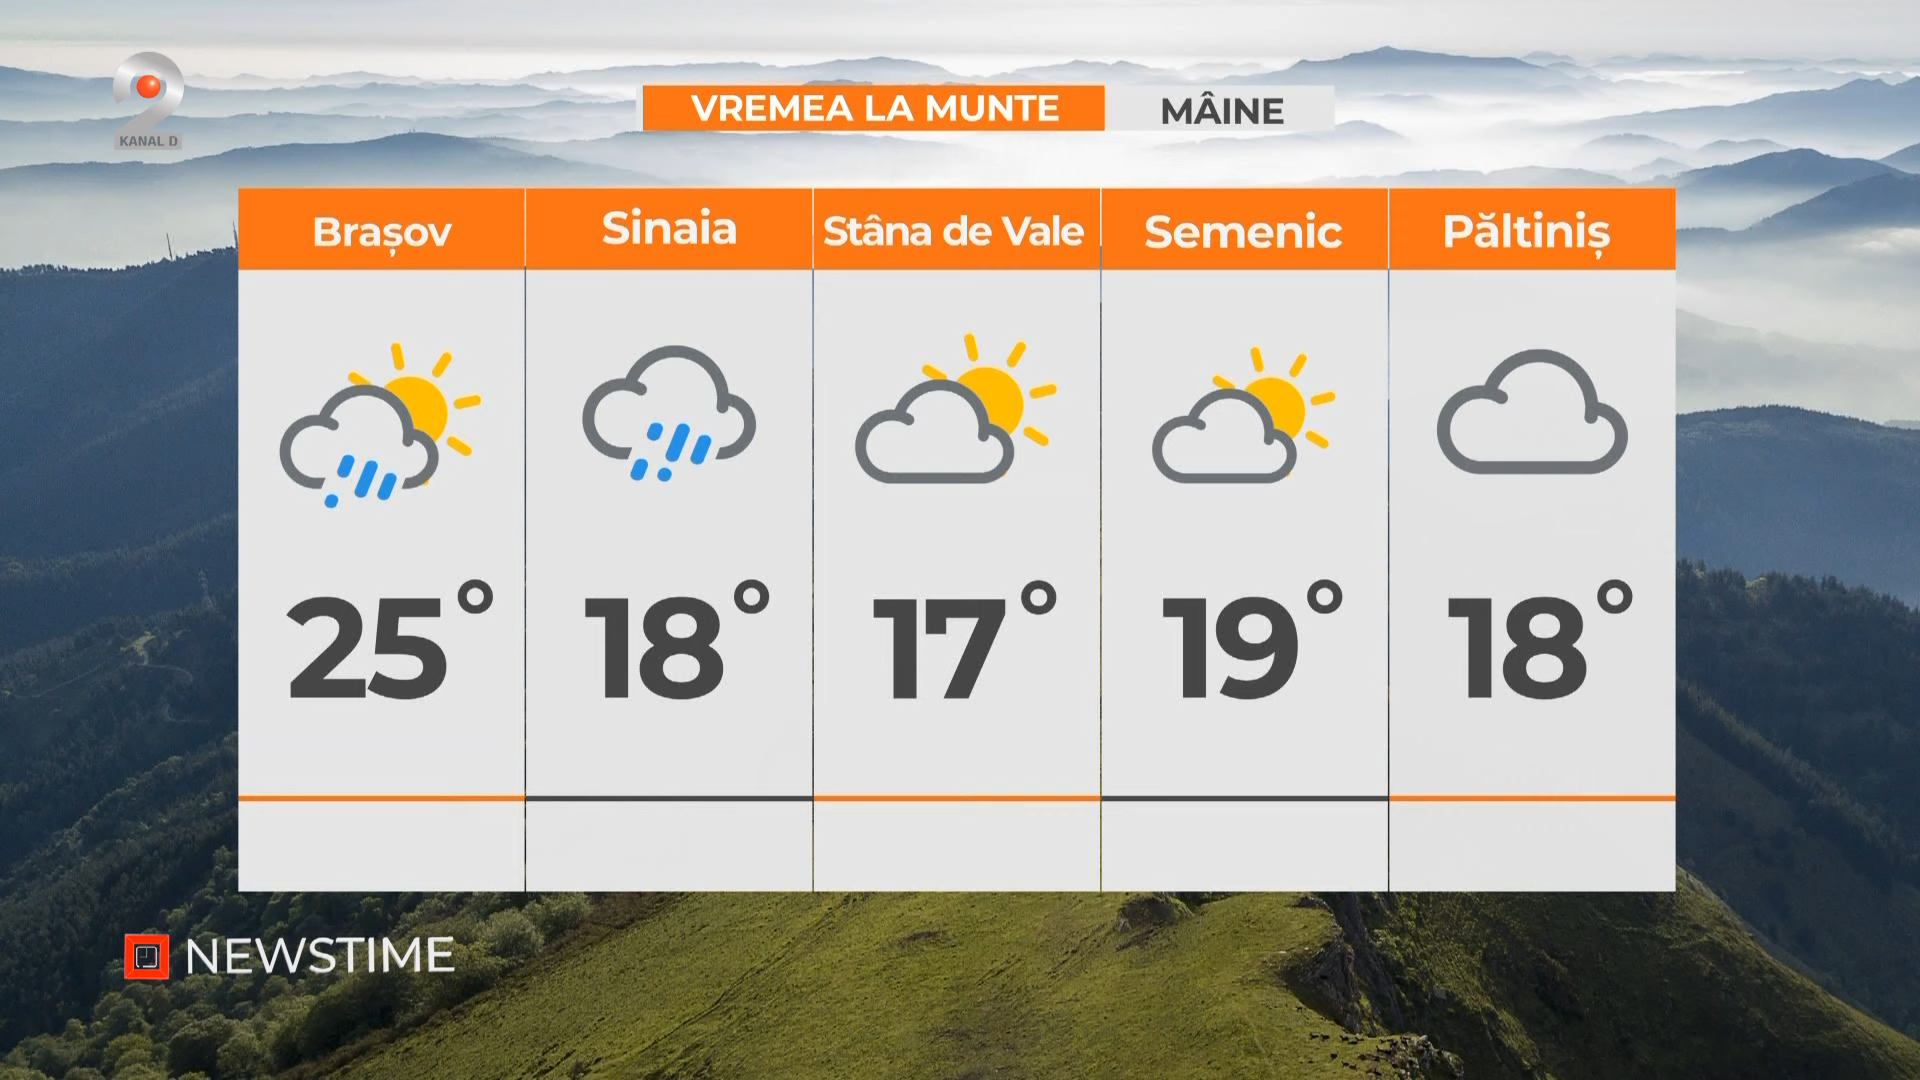 KANAL D
VREMEA LA MUNTE MÂINE
Brașov Sinaia Stâna de Vale Semenic Păltiniș
25° 18° 17° 19° 18°
NEWSTIME